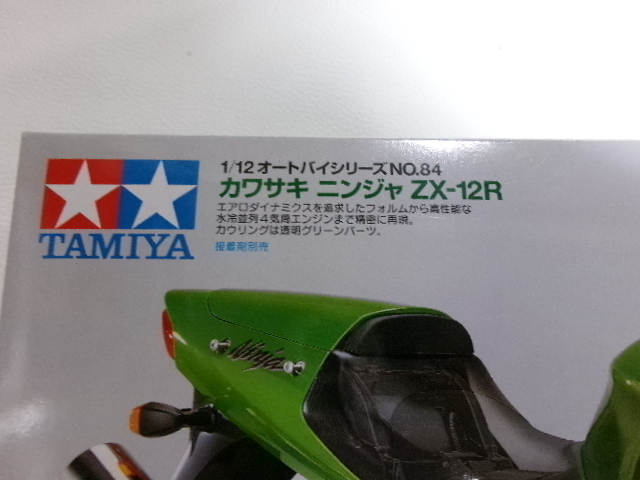 1/12 オートバイシリーズNO.84
カワサキ ニンジャ ZX-12R
エアロダイナミクスを追求したフォルムから高性能な
水冷並列4気筒エンジンまで精密に再現。
カウリングは透明グリーンパーツ。
接着剤別売
TAMIYA
Ninja